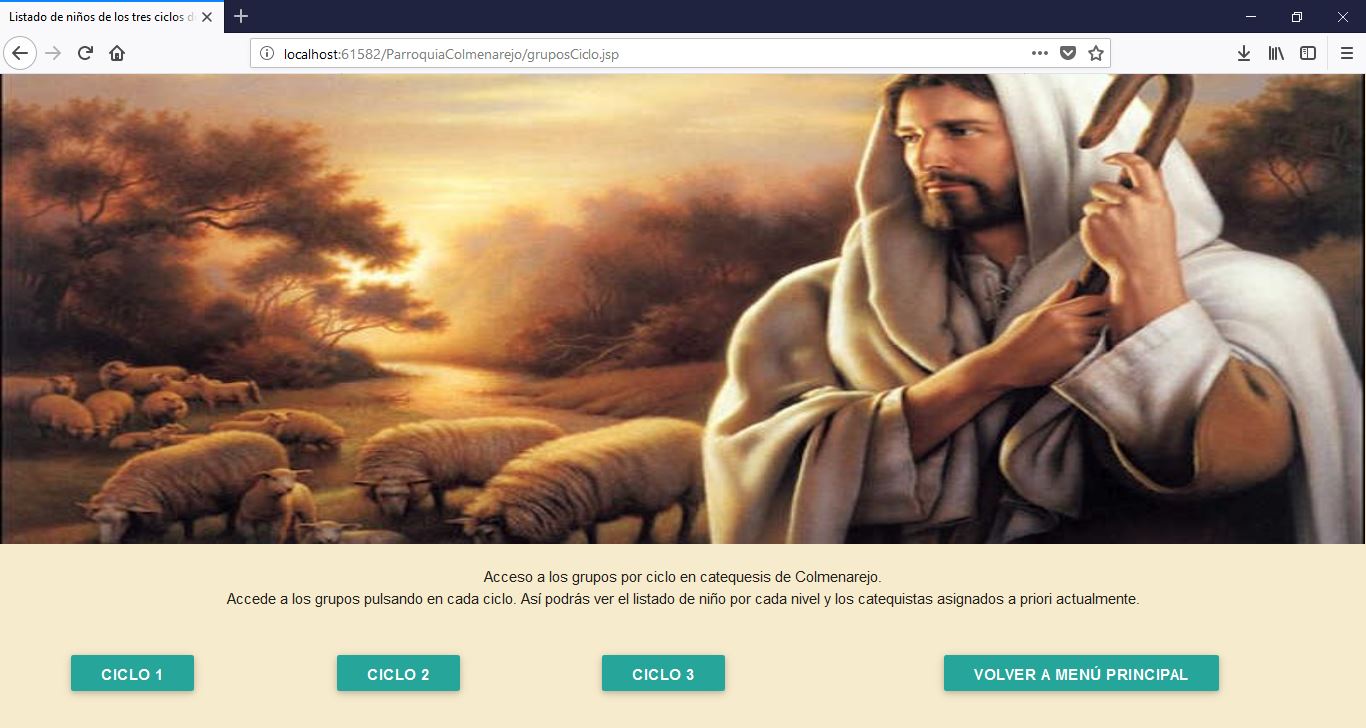 Listado de niños de los tres ciclos d
localhost:61582/ParroquiaColmenarejo/gruposCiclo.jsp
Acceso a los grupos por ciclo en catequesis de Colmenarejo.
Accede a los grupos pulsando en cada ciclo. Así podrás ver el listado de niño por cada nivel y los catequistas asignados a priori actualmente.
CICLO 1 CICLO 2 CICLO 3 VOLVER A MENÚ PRINCIPAL